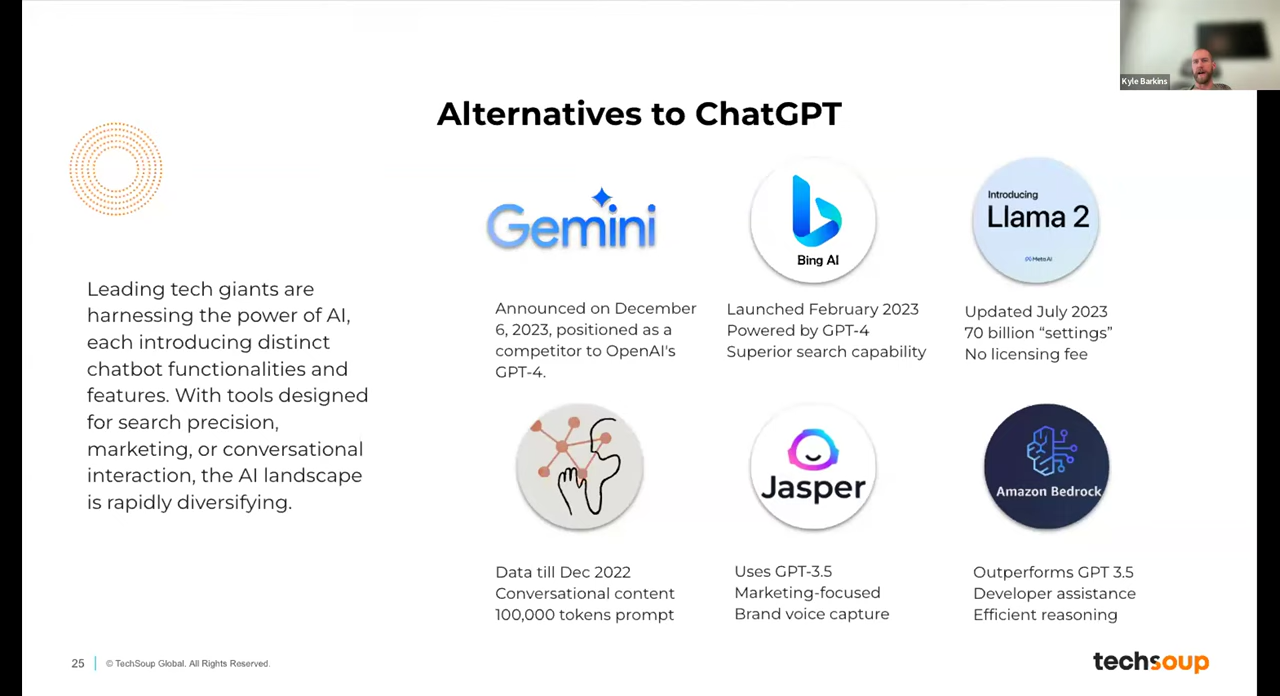 Kyle Barkins
Alternatives to ChatGPT
Leading tech giants are
harnessing the power of AI,
each introducing distinct
chatbot functionalities and
features. With tools designed
for search precision,
marketing, or conversational
interaction, the AI landscape
is rapidly diversifying.
Gemini
Announced on December
6, 2023, positioned as a
competitor to OpenAI's
GPT-4.
Bing AI
Launched February 2023
Powered by GPT-4
Superior search capability
Introducing
Llama 2
Meta AI
Updated July 2023
70 billion “settings”
No licensing fee
Data till Dec 2022
Conversational content
100,000 tokens prompt
Jasper
Uses GPT-3.5
Marketing-focused
Brand voice capture
Amazon Bedrock
Outperforms GPT 3.5
Developer assistance
Efficient reasoning
25
© TechSoup Global. All Rights Reserved.
techsoup